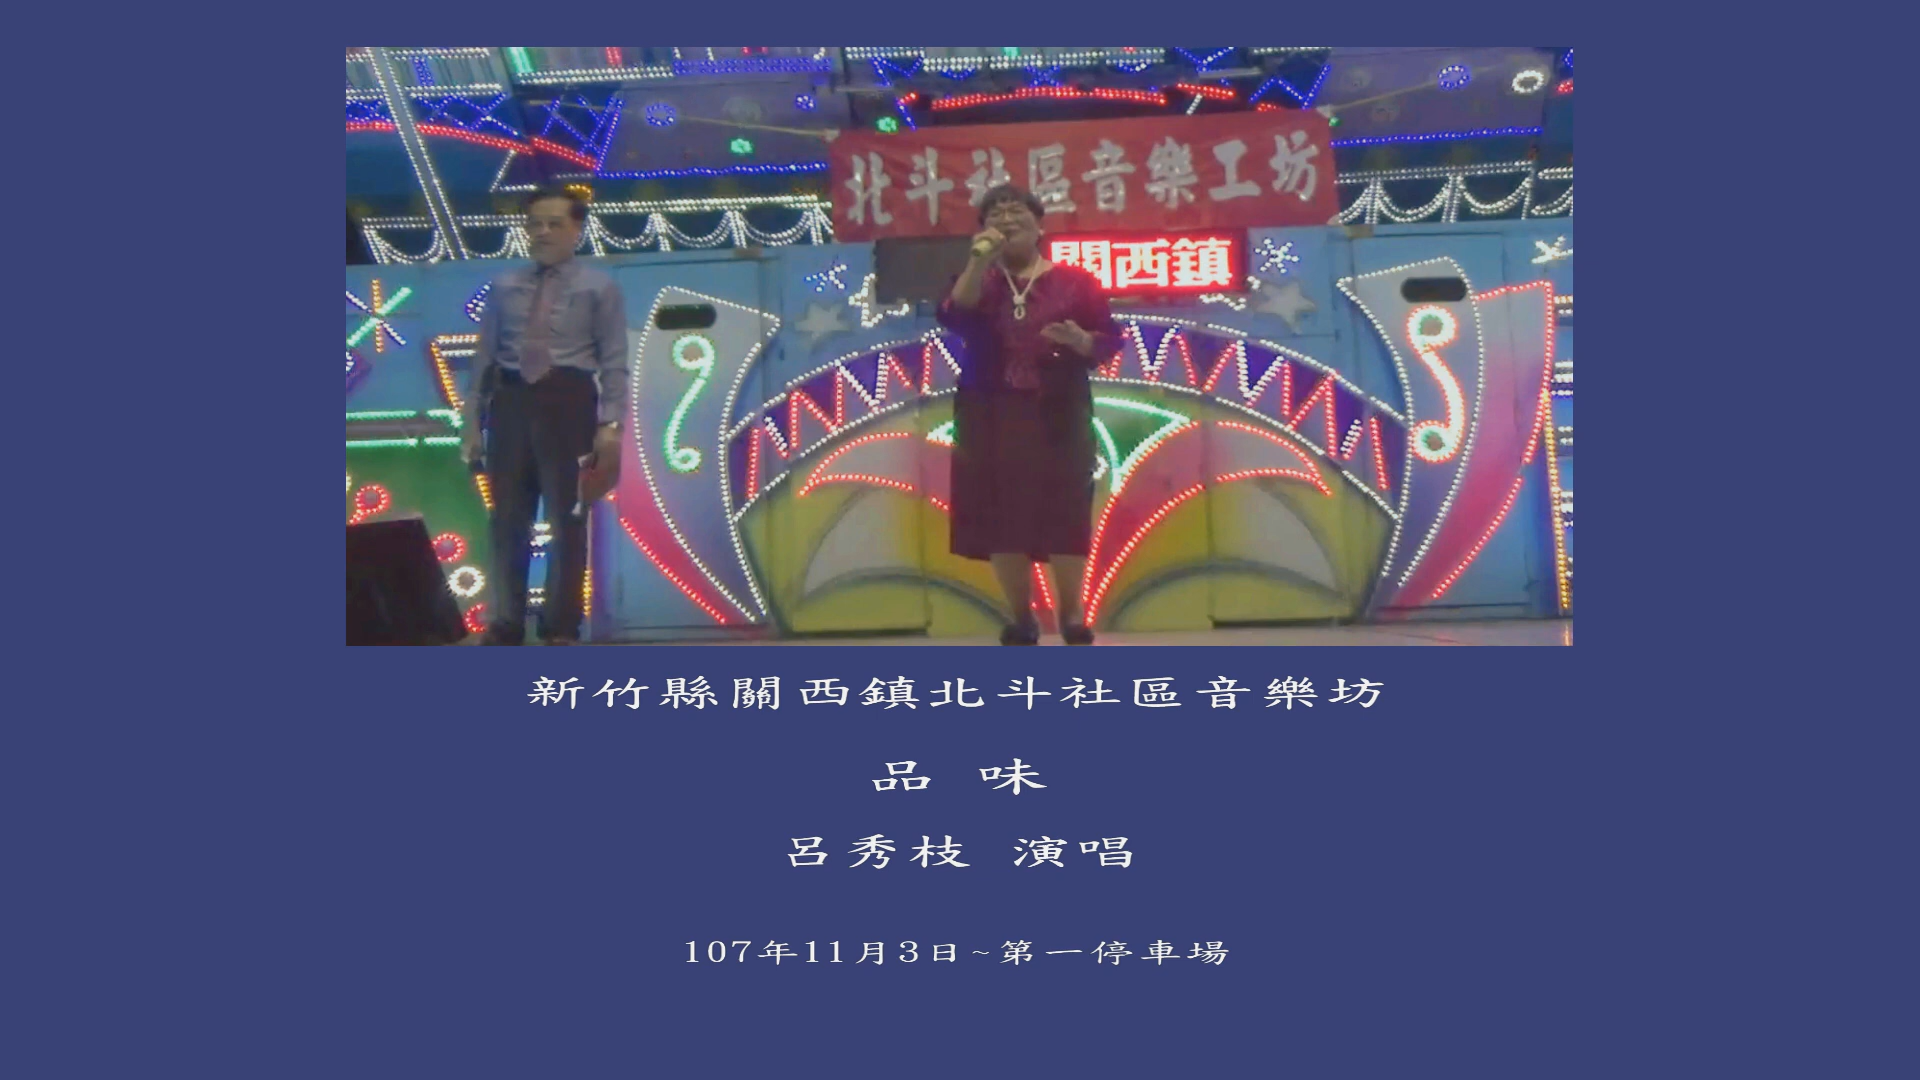 北斗社區音樂工坊
關西鎮
新竹縣關西鎮北斗社區音樂坊
品 味
呂秀枝 演唱
107年11月3日~第一停車場